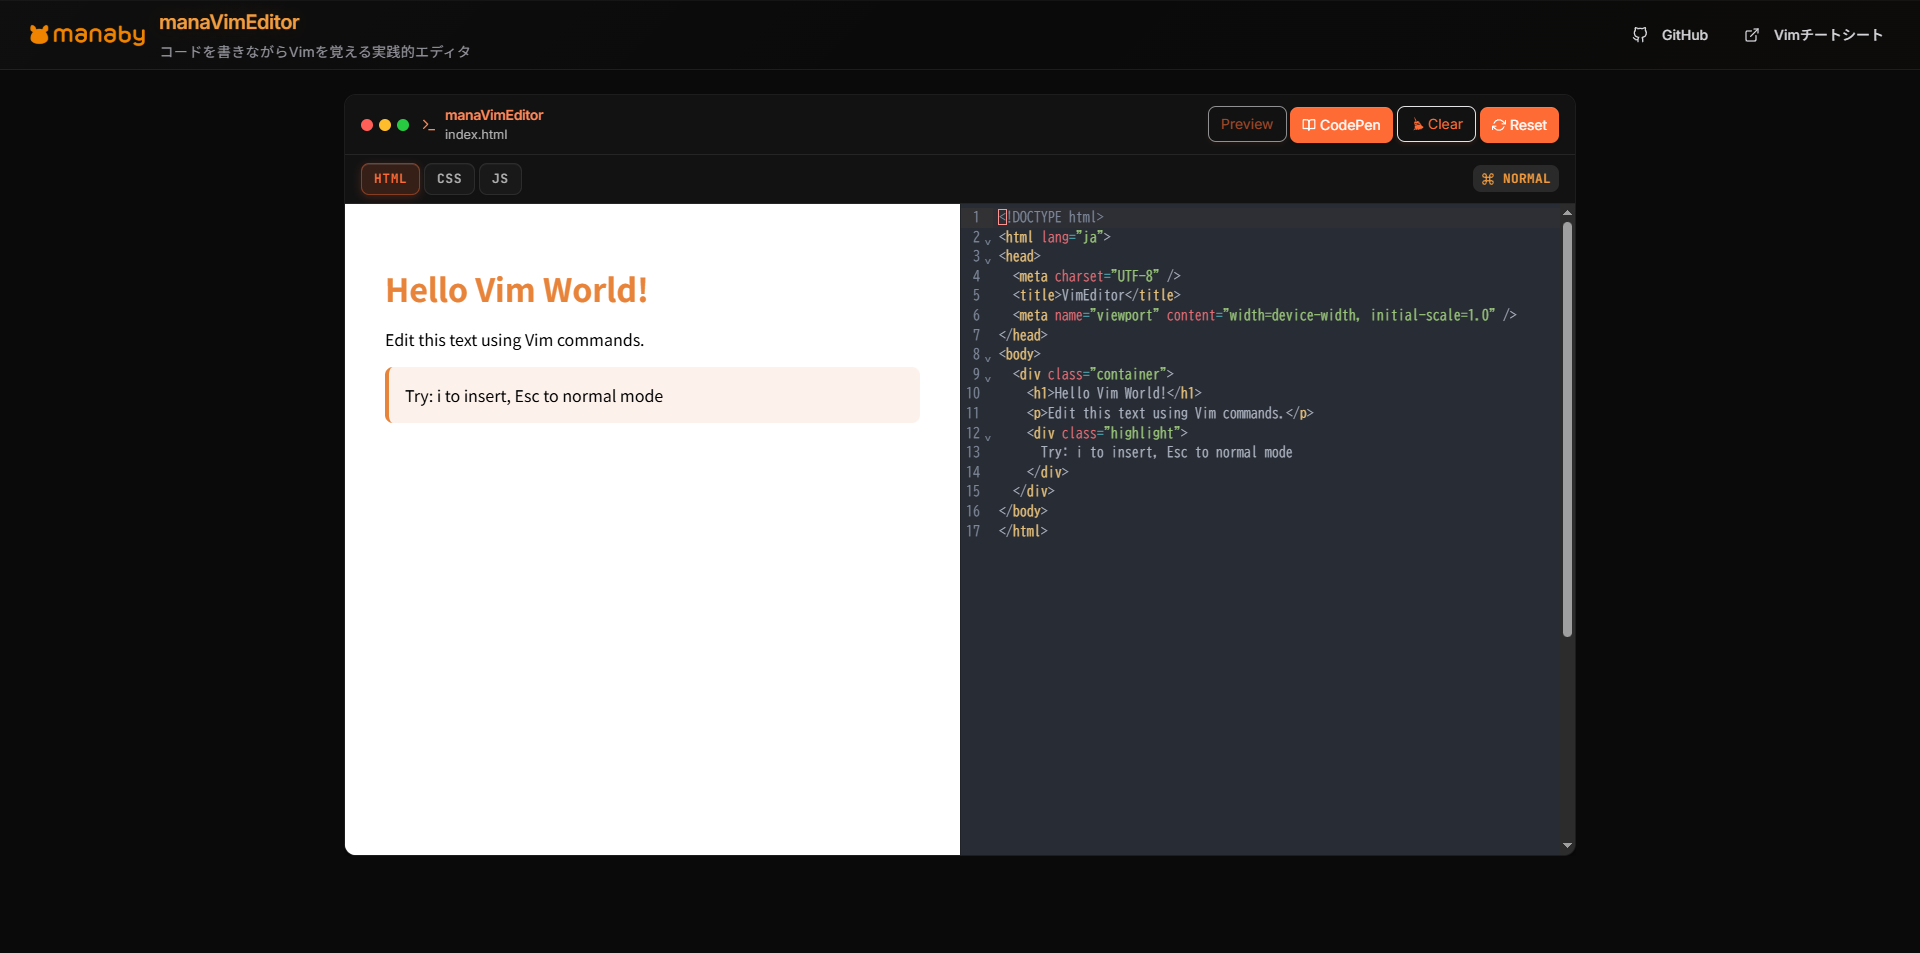 manaby
manaVimEditor
コードを書きながらVimを覚える実践的エディタ
GitHub
Vimチートシート
manaVimEditor
index.html
Preview
CodePen
Clear
Reset
HTML
CSS
JS
⌘ NORMAL
Hello Vim World!
Edit this text using Vim commands.
Try: i to insert, Esc to normal mode
1 <!DOCTYPE html>
2 <html lang="ja">
3 <head>
4   <meta charset="UTF-8" />
5   <title>VimEditor</title>
6   <meta name="viewport" content="width=device-width, initial-scale=1.0" />
7 </head>
8 <body>
9   <div class="container">
10     <h1>Hello Vim World!</h1>
11     <p>Edit this text using Vim commands.</p>
12     <div class="highlight">
13       Try: i to insert, Esc to normal mode
14     </div>
15   </div>
16 </body>
17 </html>